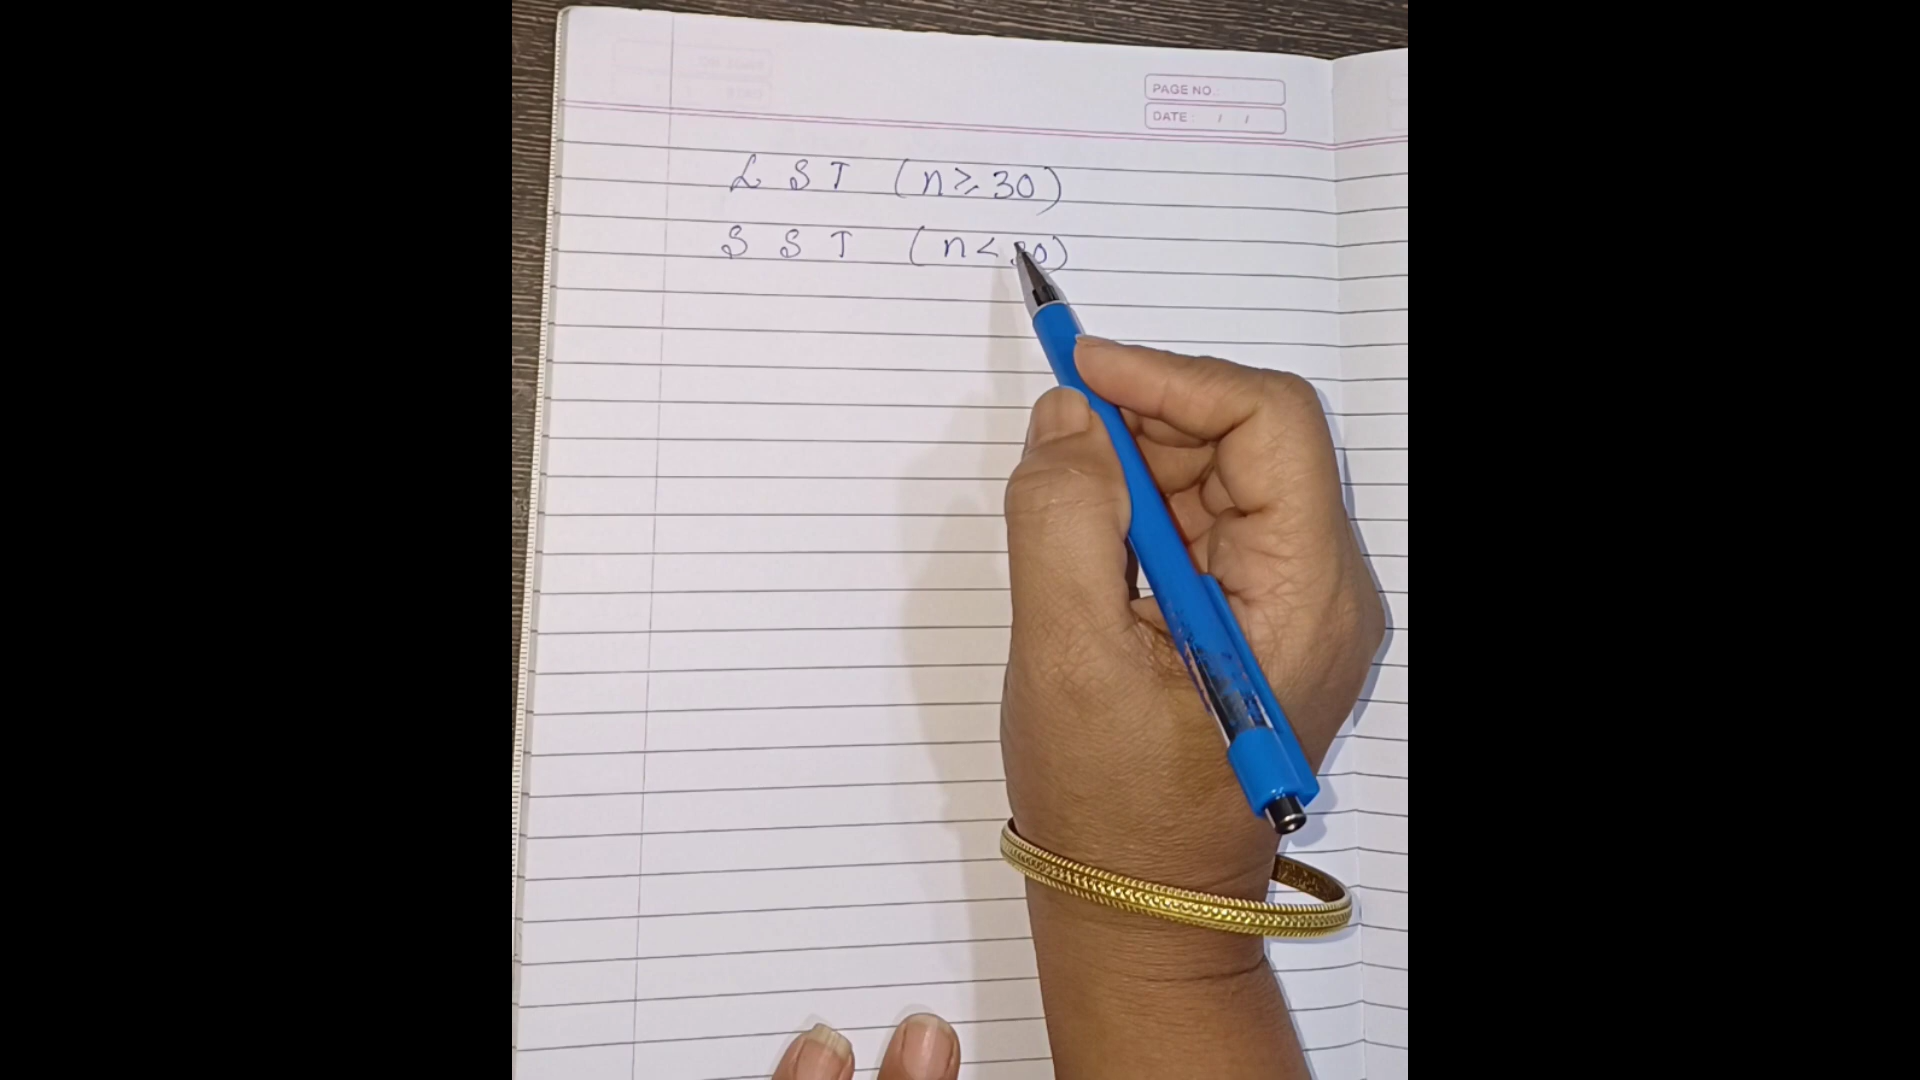 PAGE NO.:
DATE: / /
L S T (n ≥ 30)
S S T (n < 30)